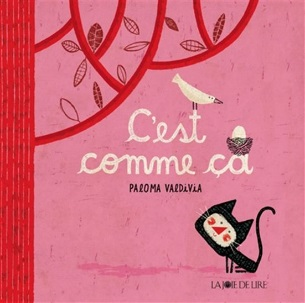 C'est
comme ça
PALOMA VALDIVIA
LA JOIE DE LIRE